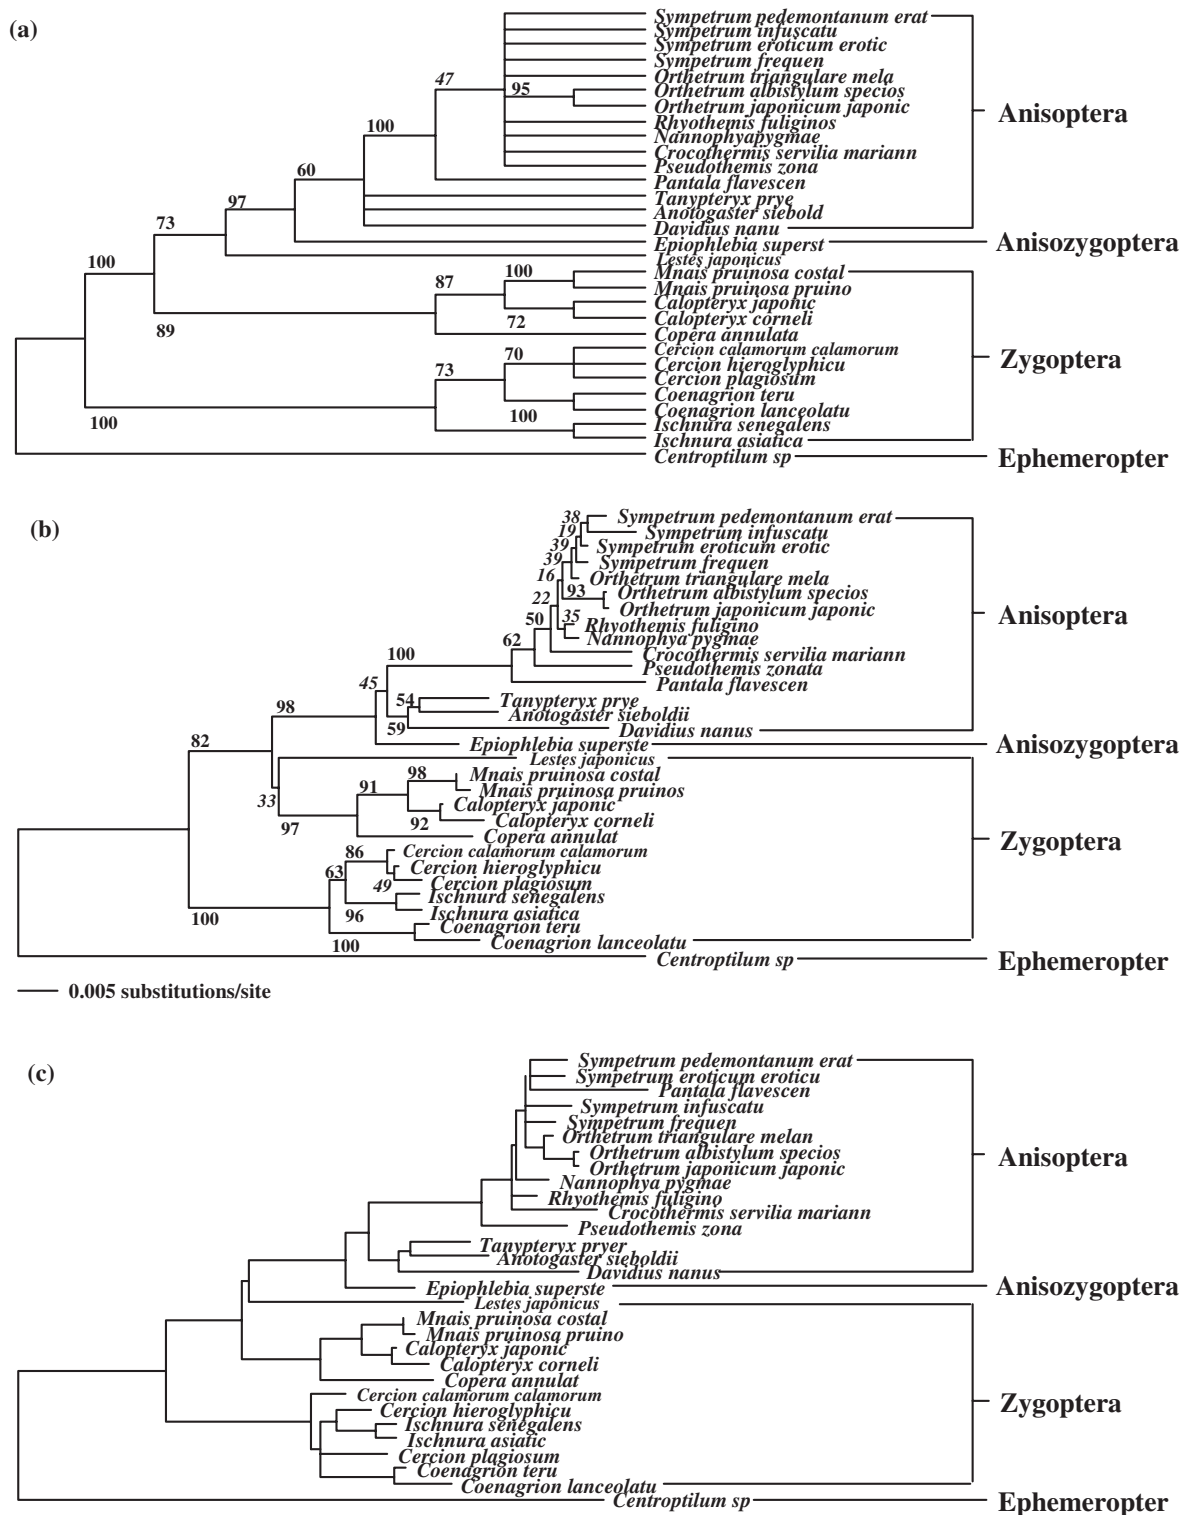 (a)
Sympetrum pedemontanum erat
Sympetrum infuscatu
Sympetrum eroticum erotic
Sympetrum frequen
47
Orthetrum triangulare mela
95
Orthetrum albistylum specios
Orthetrum japonicum japonic
Anisoptera
100
Rhyothemis fuliginos
Nannophyapygmae
Crocothermis servilia mariann
60
Pseudothemis zona
Pantala flavescen
97
Tanypteryx prye
Anotogaster siebold
73
Davidius nanu
Epiophlebia superst
Anisozygoptera
100
Lestes japonicus
100
Mnais pruinosa costal
87
Mnais pruinosa pruino
Calopteryx japonic
89
72
Calopteryx corneli
Copera annulata
70
Cercion calamorum calamorum
Zygoptera
73
Cercion hieroglyphicu
Cercion plagiosum
Coenagrion teru
100
100
Coenagrion lanceolatu
Ischnura senegalens
Ischnura asiatica
Centroptilum sp
Ephemeropter
(b)
38
Sympetrum pedemontanum erat
19
Sympetrum infuscatu
39
Sympetrum eroticum erotic
39
Sympetrum frequen
16
Orthetrum triangulare mela
93
Orthetrum albistylum specios
22
Orthetrum japonicum japonic
Anisoptera
50
35
Rhyothemis fuligino
62
Nannophya pygmae
100
Crocothermis servilia mariann
Pseudothemis zonata
45
Pantala flavescen
54
Tanypteryx prye
98
Anotogaster sieboldii
59
Davidius nanus
82
Epiophlebia superste
Anisozygoptera
Lestes japonicus
98
Mnais pruinosa costal
33
91
Mnais pruinosa pruinos
Calopteryx japonic
97
92
Calopteryx corneli
Copera annulat
Zygoptera
86
Cercion calamorum calamorum
63
Cercion hieroglyphicu
49
Cercion plagiosum
Ischnura senegalens
100
96
Ischnura asiatica
Coenagrion teru
100
Coenagrion lanceolatu
Centroptilum sp
Ephemeropter
0.005 substitutions/site
(c)
Sympetrum pedemontanum erat
Sympetrum eroticum eroticu
Pantala flavescen
Sympetrum infuscatu
Sympetrum frequen
Orthetrum triangulare melan
Orthetrum albistylum specios
Anisoptera
Orthetrum japonicum japonic
Nannophya pygmae
Rhyothemis fuligino
Crocothermis servilia mariann
Pseudothemis zona
Tanypteryx pryer
Anotogaster sieboldii
Davidius nanus
Epiophlebia superste
Anisozygoptera
Lestes japonicus
Mnais pruinosa costal
Mnais pruinosa pruino
Calopteryx japonic
Calopteryx corneli
Copera annulat
Cercion calamorum calamorum
Zygoptera
Cercion hieroglyphicu
Ischnura senegalens
Ischnura asiatic
Cercion plagiosum
Coenagrion teru
Coenagrion lanceolatu
Centroptilum sp
Ephemeropter